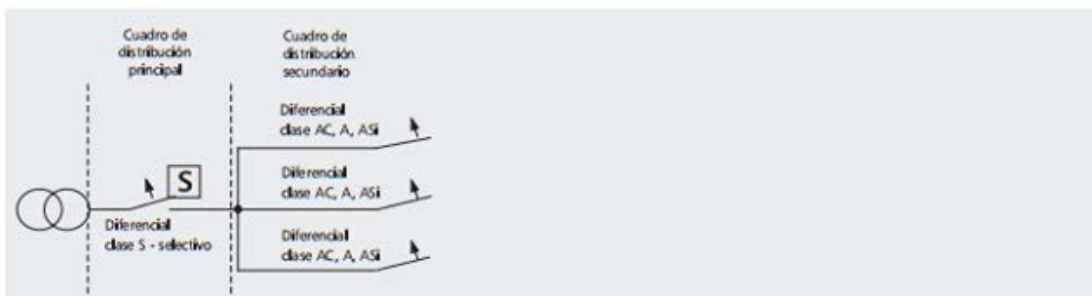 Cuadro de
distribución
principal
Cuadro de
distribución
secundario
Diferencial
clase AC, A, ASi
S
Diferencial
clase AC, A, ASi
Diferencial
clase S - selectivo
Diferencial
clase AC, A, ASi